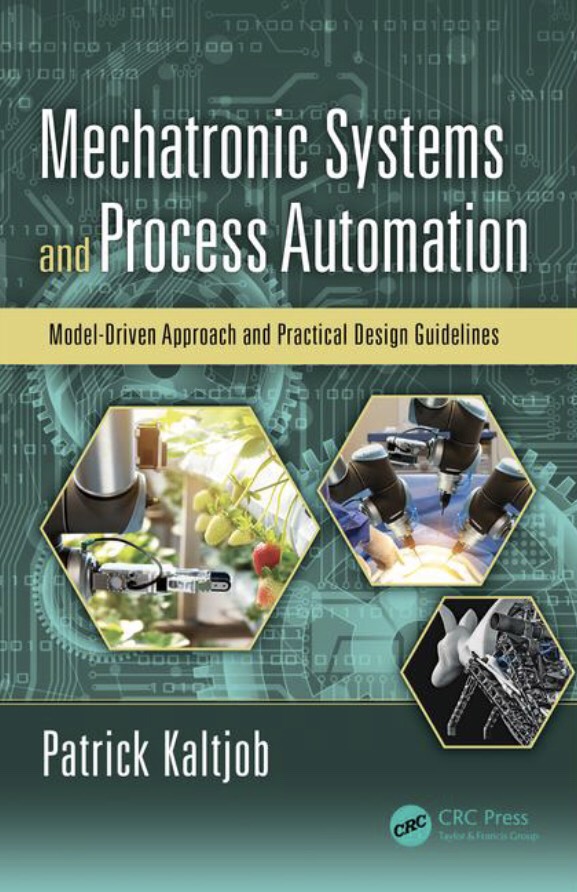 Mechatronic Systems
and Process Automation
Model-Driven Approach and Practical Design Guidelines
Patrick Kaltjob
CRC
CRC Press
Taylor & Francis Group